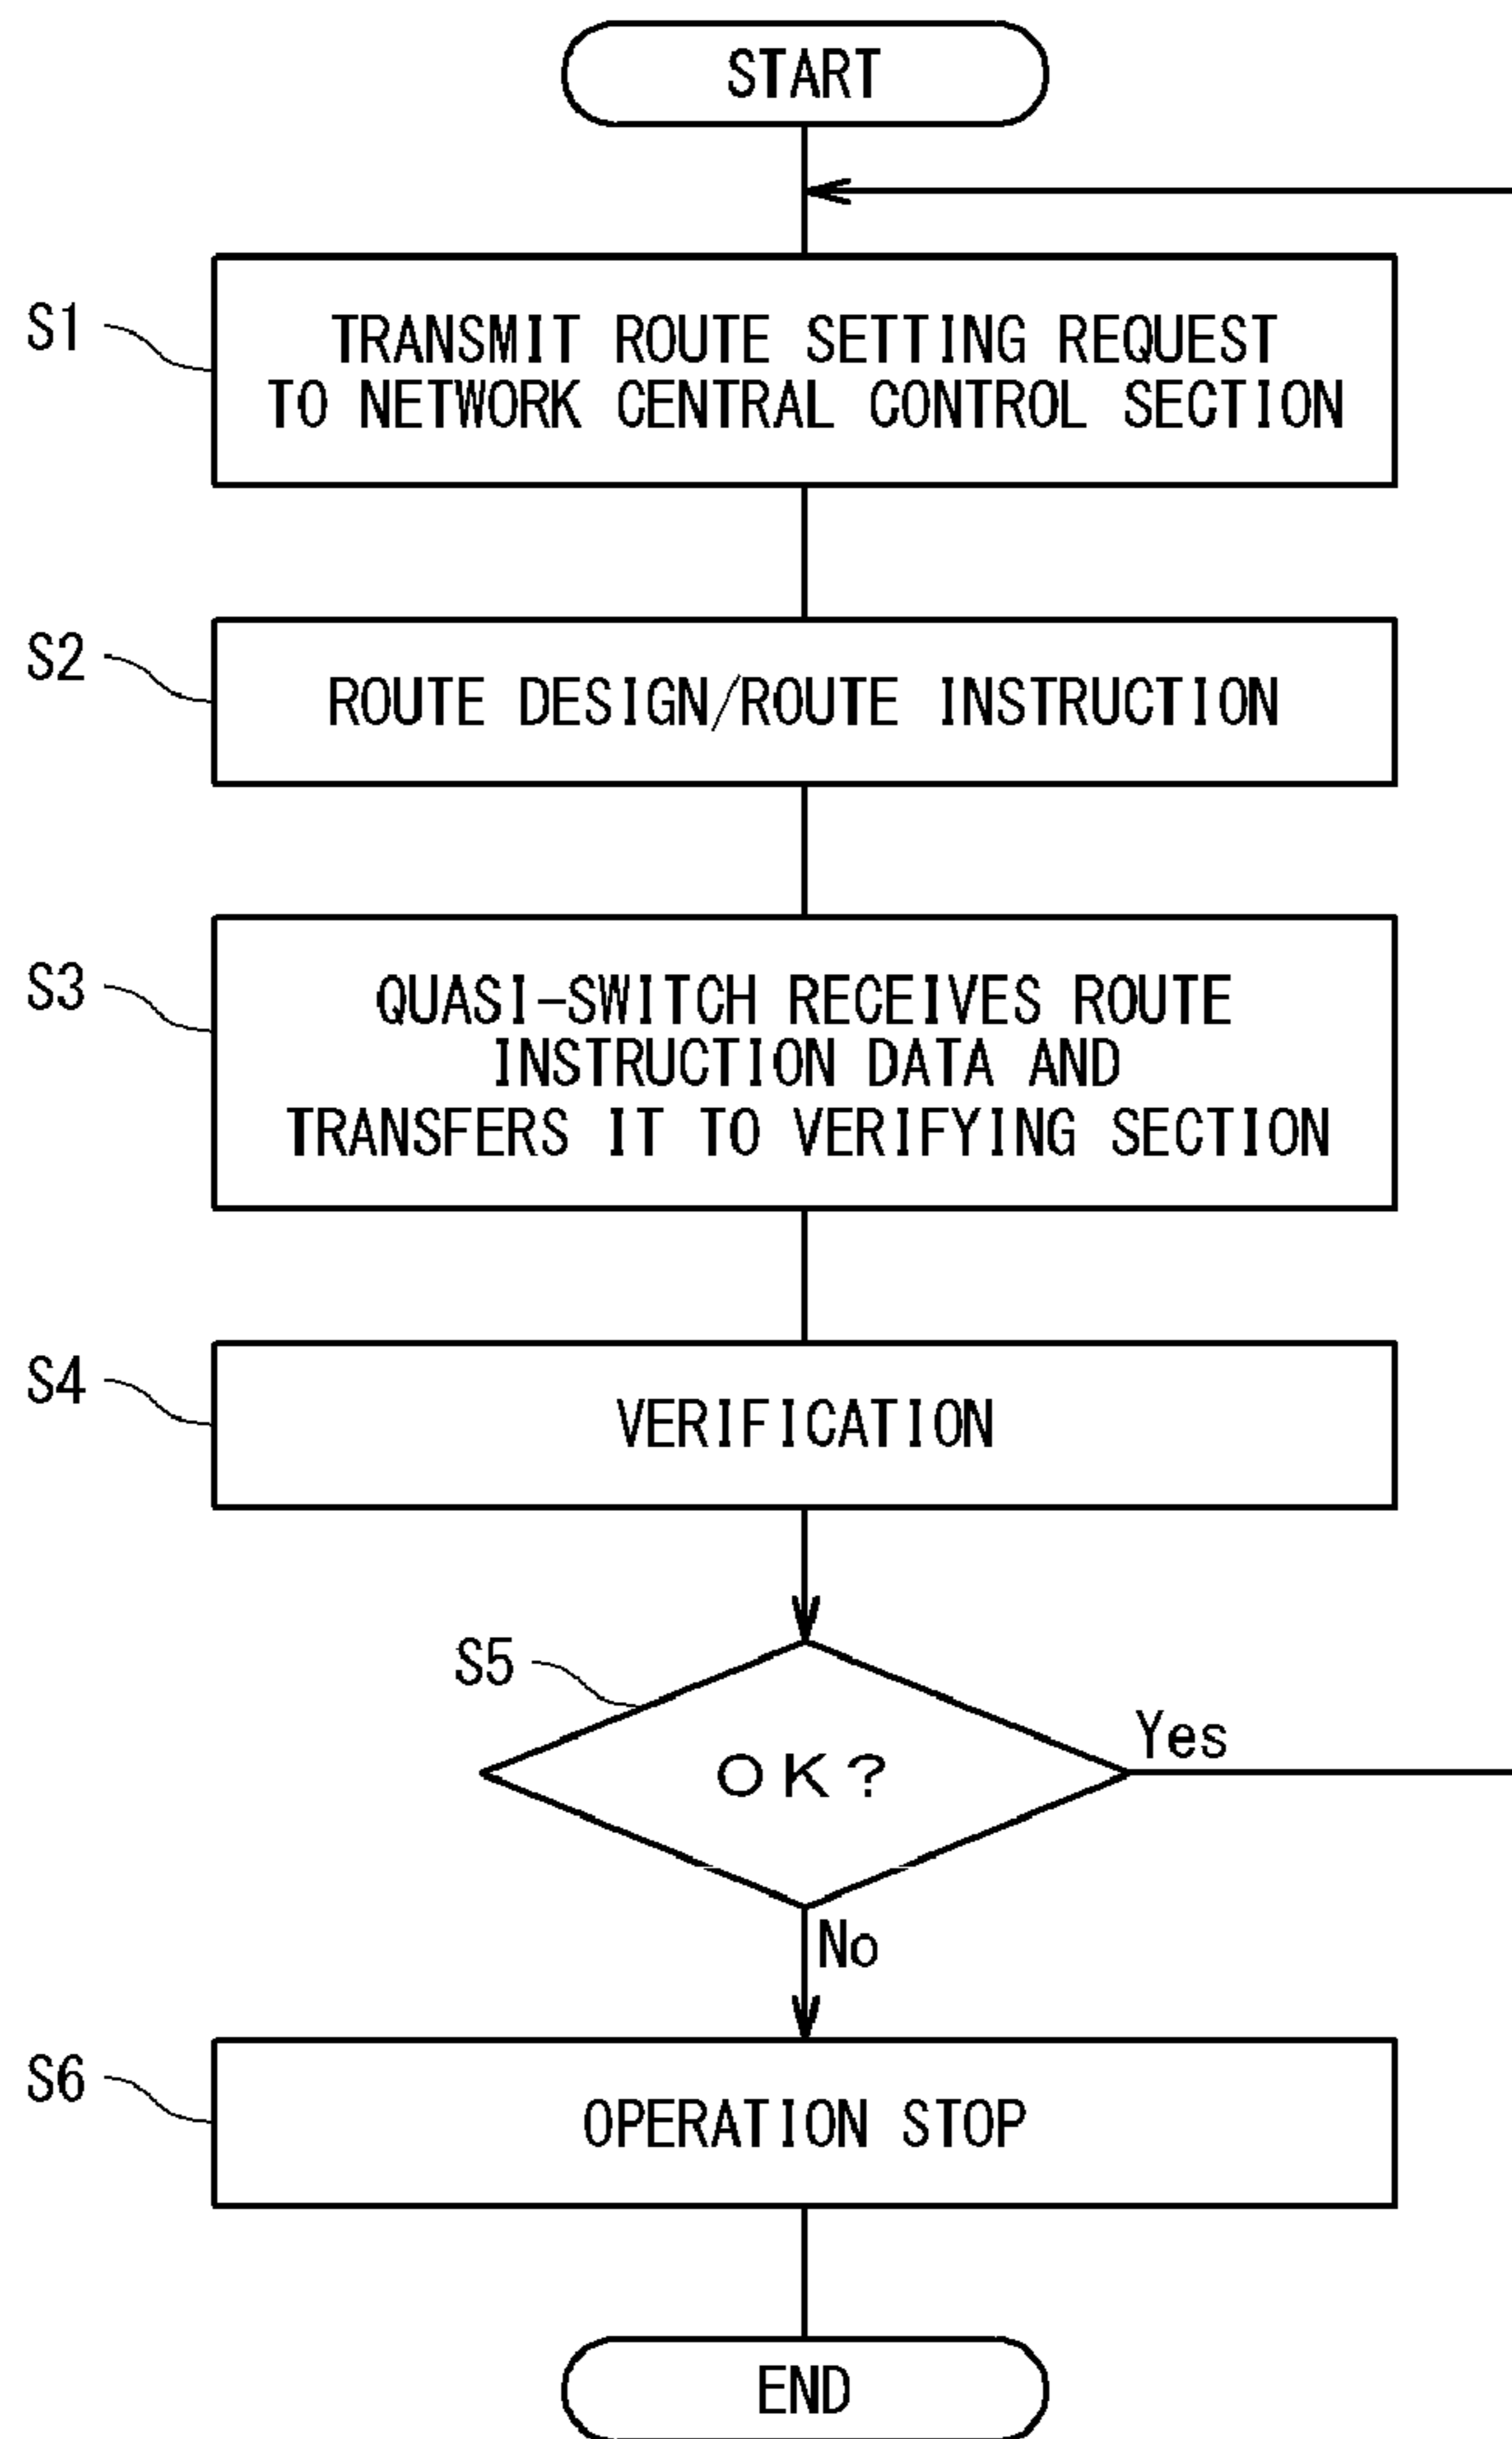 START
S1
TRANSMIT ROUTE SETTING REQUEST
TO NETWORK CENTRAL CONTROL SECTION
S2
ROUTE DESIGN/ROUTE INSTRUCTION
S3
QUASI-SWITCH RECEIVES ROUTE
INSTRUCTION DATA AND
TRANSFERS IT TO VERIFYING SECTION
S4
VERIFICATION
S5
OK?
Yes
No
S6
OPERATION STOP
END